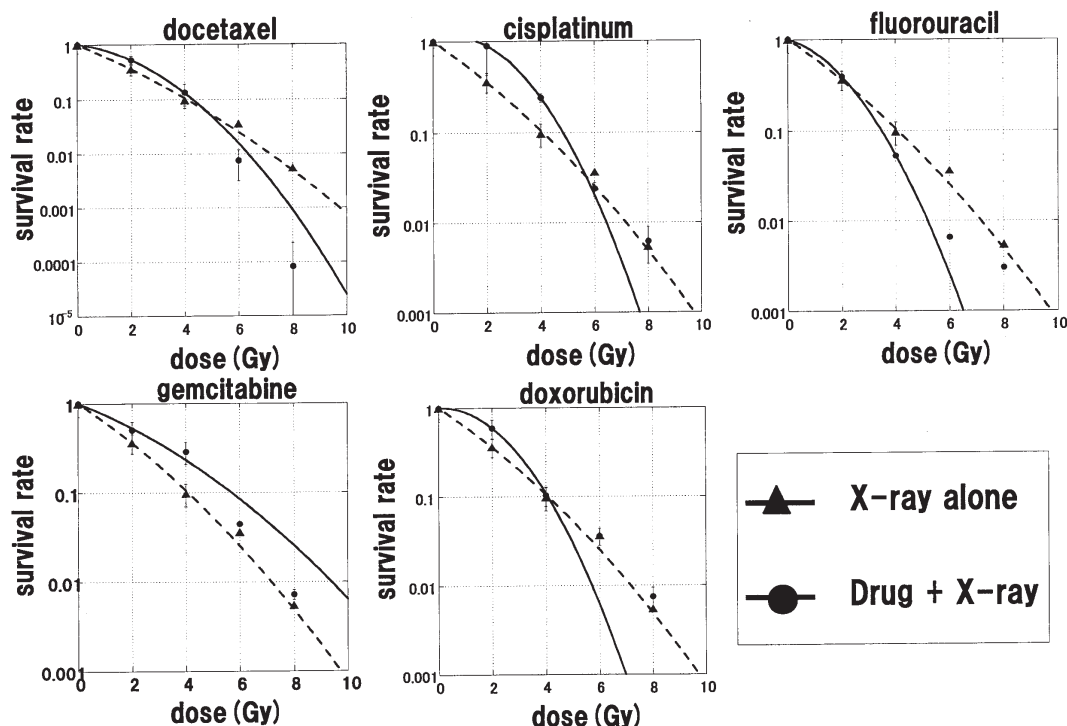 docetaxel
survival rate
1
0.1
0.01
0.001
0.0001
10⁻⁵
0 2 4 6 8 10
dose (Gy)
cisplatinum
survival rate
1
0.1
0.01
0.001
0 2 4 6 8 10
dose (Gy)
fluorouracil
survival rate
1
0.1
0.01
0.001
0 2 4 6 8 10
dose (Gy)
gemcitabine
survival rate
1
0.1
0.01
0.001
0 2 4 6 8 10
dose (Gy)
doxorubicin
survival rate
1
0.1
0.01
0.001
0 2 4 6 8 10
dose (Gy)
X-ray alone
Drug + X-ray